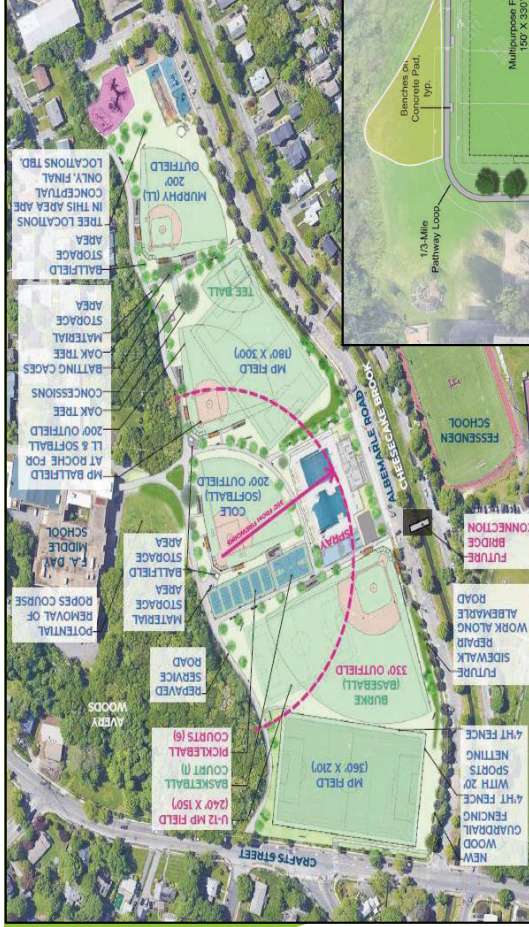 NEW
WOOD
GUARDRAIL
FENCING
4'HT FENCE
WITH 20'
SPORTS
NETTING
4'HT FENCE
FUTURE
SIDEWALK
REPAIR
WORK ALONG
ALBEMARLE
ROAD
FUTURE
BRIDGE
CONNECTION
FESSENDEN
SCHOOL
ALBEMARLE ROAD
CHEESECAKE BROOK
CRAFTS STREET
MP FIELD
(360' X 210')
BURKE
(BASEBALL)
330' OUTFIELD
SPRAY
350' FROM FIREWORKS
COLE
(SOFTBALL)
200' OUTFIELD
MP FIELD
(180' X 300')
TEE BALL
MURPHY (LL)
200'
OUTFIELD
U-12 MP FIELD
(240' X 150')
BASKETBALL
COURT (1)
PICKLEBALL
COURTS (6)
REPAVED
SERVICE
ROAD
MATERIAL
STORAGE
AREA
BALLFIELD
STORAGE
AREA
AVERY
WOODS
POTENTIAL
REMOVAL OF
ROPES COURSE
F.A. DAY
MIDDLE
SCHOOL
MP BALLFIELD
AT ROCHE FOR
LL & SOFTBALL
200' OUTFIELD
OAK TREE
CONCESSIONS
BATTING CAGES
OAK TREE
MATERIAL
STORAGE
AREA
BALLFIELD
STORAGE
AREA
TREE LOCATIONS
IN THIS AREA ARE
CONCEPTUAL
ONLY, FINAL
LOCATIONS TBD.
Benches on
Concrete Pad,
typ.
1/3-Mile
Pathway Loop
Multipurpose
150' X 330'